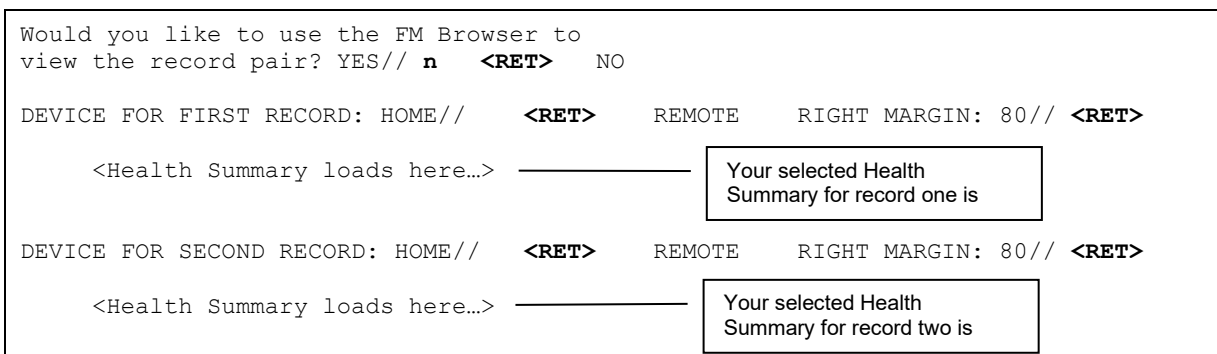 Would you like to use the FM Browser to
view the record pair? YES// n <RET> NO
DEVICE FOR FIRST RECORD: HOME// <RET> REMOTE RIGHT MARGIN: 80// <RET>
<Health Summary loads here…>
Your selected Health
Summary for record one is
DEVICE FOR SECOND RECORD: HOME// <RET> REMOTE RIGHT MARGIN: 80// <RET>
<Health Summary loads here…>
Your selected Health
Summary for record two is